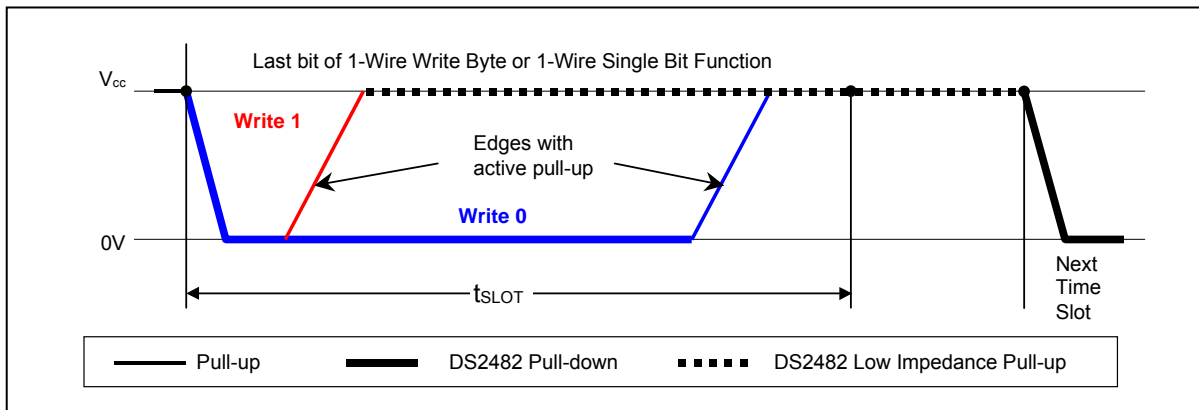 Last bit of 1-Wire Write Byte or 1-Wire Single Bit Function
Vcc
Write 1
Edges with
active pull-up
Write 0
0V
tSLOT
Next
Time
Slot
Pull-up
DS2482 Pull-down
DS2482 Low Impedance Pull-up